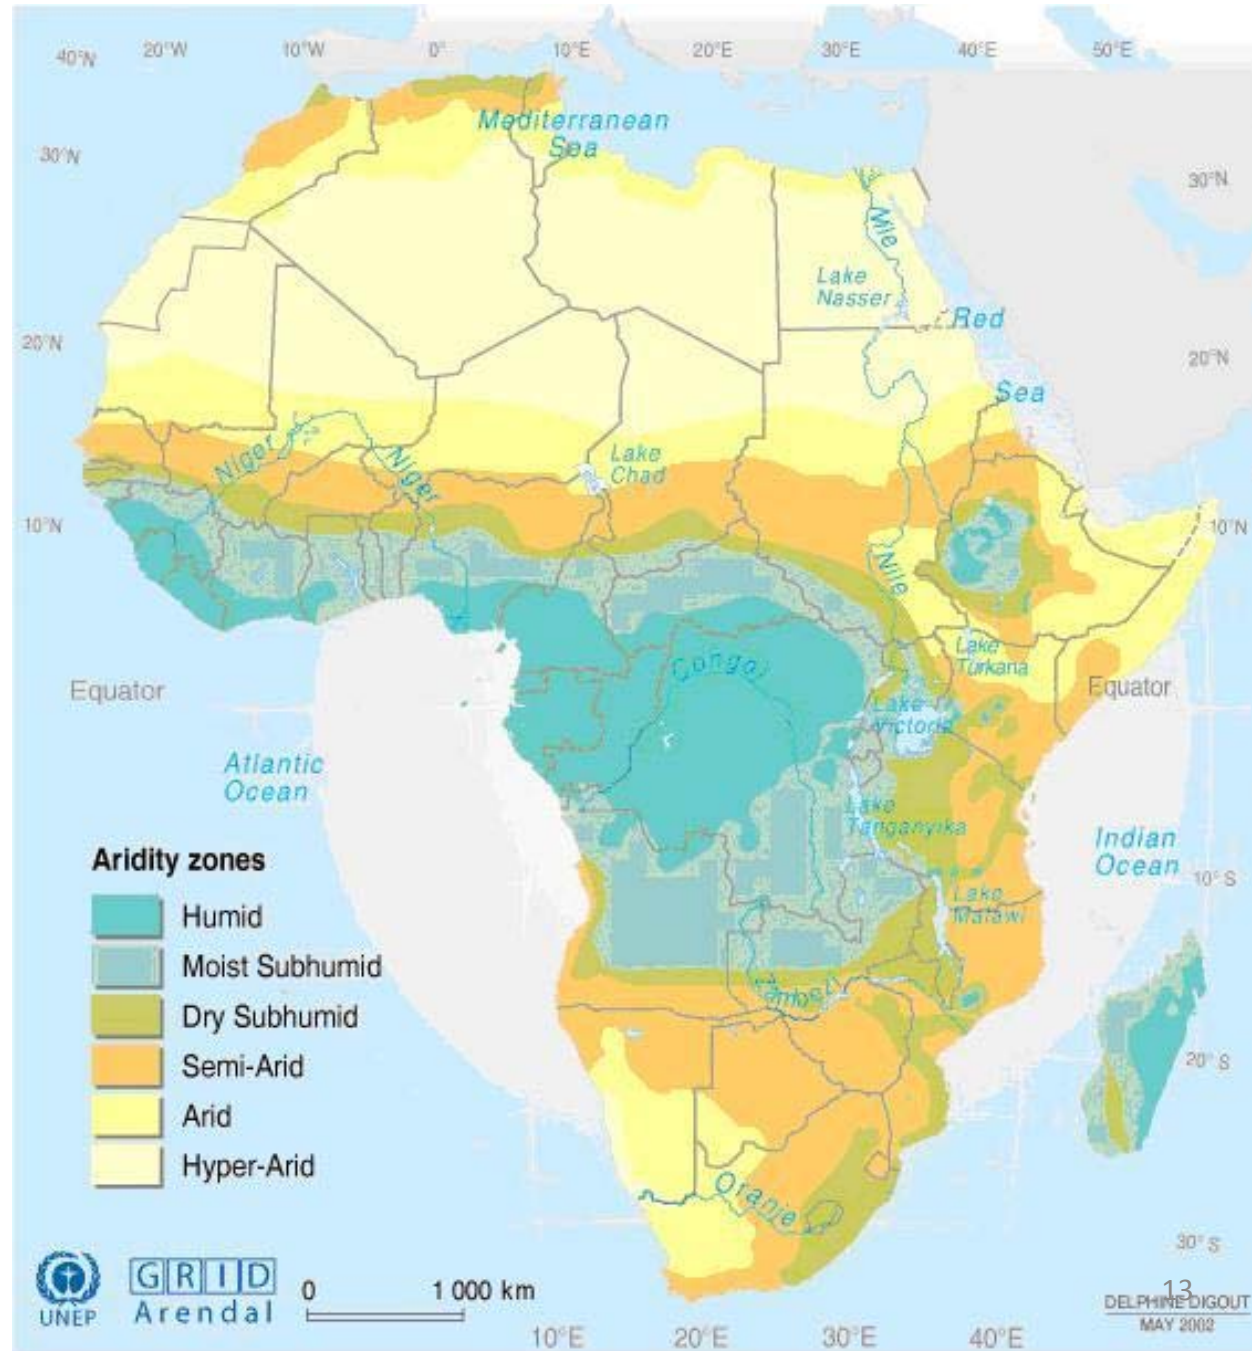 40°N 20°W 10°W 0° 10°E 20°E 30°E 40°E 50°E
Mediterranean
Sea
30°N
30°N
Nile
Lake
Nasser
Red
Sea
20°N
20°N
Niger
Niger
Lake
Chad
10°N
10°N
Nile
Lake
Turkana
Congo
Equator
Equator
Lake
Victoria
Atlantic
Ocean
Lake
Tanganyika
Indian
Ocean
10° S
Lake
Malawi
Zambezi
20° S
Oranje
30° S
Aridity zones
Humid
Moist Subhumid
Dry Subhumid
Semi-Arid
Arid
Hyper-Arid
UNEP
GRID
Arendal
0 1 000 km
10°E 20°E 30°E 40°E
13
DELPHINE DIGOUT
MAY 2002